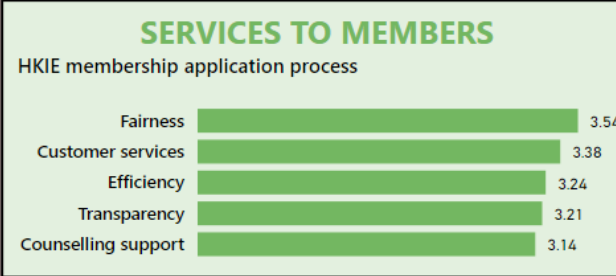 SERVICES TO MEMBERS
HKIE membership application process
Fairness 3.54
Customer services 3.38
Efficiency 3.24
Transparency 3.21
Counselling support 3.14